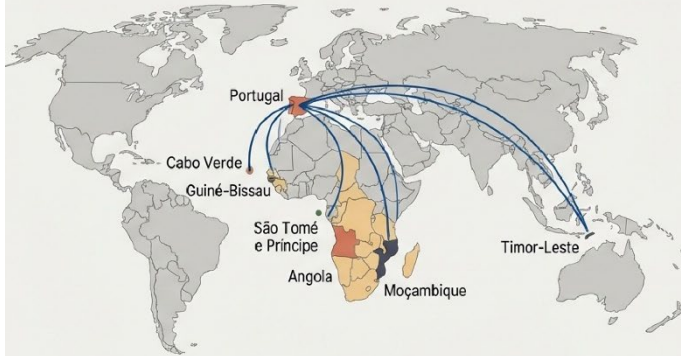 Portugal
Cabo Verde
Guiné-Bissau
São Tomé
e Príncipe
Angola
Moçambique
Timor-Leste